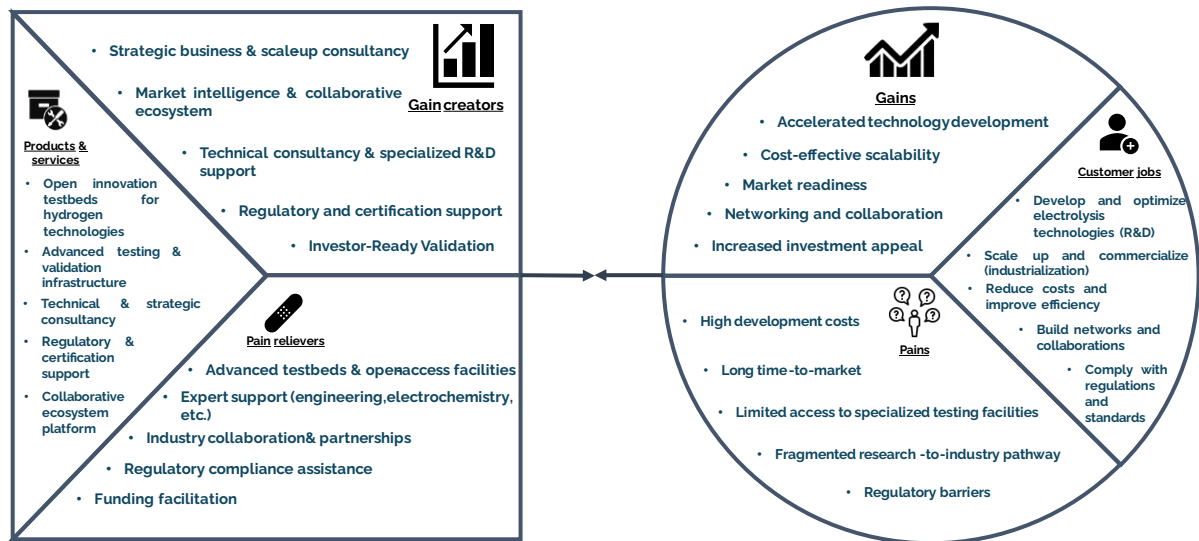 • Strategic business & scaleup consultancy
• Market intelligence & collaborative
ecosystem
Gain creators
• Technical consultancy & specialized R&D
support
• Regulatory and certification support
• Investor-Ready Validation
Products &
services
• Open innovation
testbeds for
hydrogen
technologies
• Advanced testing &
validation
infrastructure
• Technical & strategic
consultancy
• Regulatory &
certification
support
• Collaborative
ecosystem
platform
Pain relievers
• Advanced testbeds & open-access facilities
• Expert support (engineering, electrochemistry,
etc.)
• Industry collaboration & partnerships
• Regulatory compliance assistance
• Funding facilitation
Gains
• Accelerated technology development
• Cost-effective scalability
• Market readiness
• Networking and collaboration
• Increased investment appeal
Customer jobs
• Develop and optimize
electrolysis
technologies (R&D)
• Scale up and commercialize
(industrialization)
• Reduce costs and
improve efficiency
• Build networks and
collaborations
• Comply with
regulations
and
standards
? ? ? ?
Pains
• High development costs
• Long time-to-market
• Limited access to specialized testing facilities
• Fragmented research -to-industry pathway
• Regulatory barriers